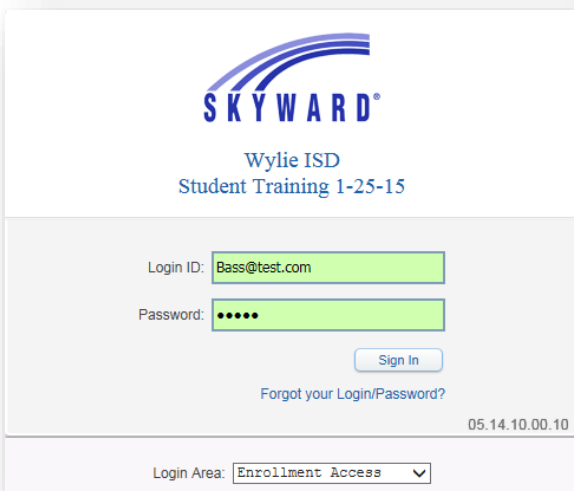 SKYWARD®
Wylie ISD
Student Training 1-25-15
Login ID: Bass@test.com
Password: •••••
Sign In
Forgot your Login/Password?
05.14.10.00.10
Login Area: Enrollment Access